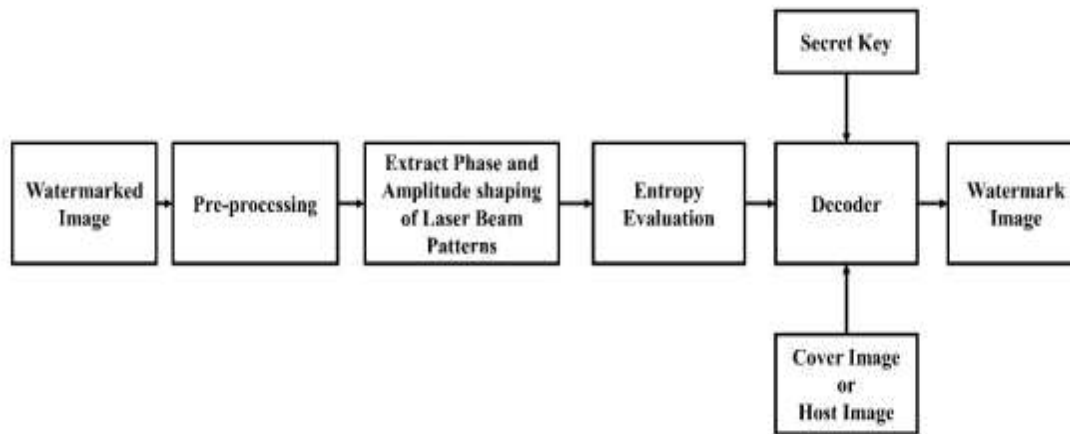 Secret Key
Watermarked
Image
Pre-processing
Extract Phase and
Amplitude shaping
of Laser Beam
Patterns
Entropy
Evaluation
Decoder
Watermark
Image
Cover Image
or
Host Image